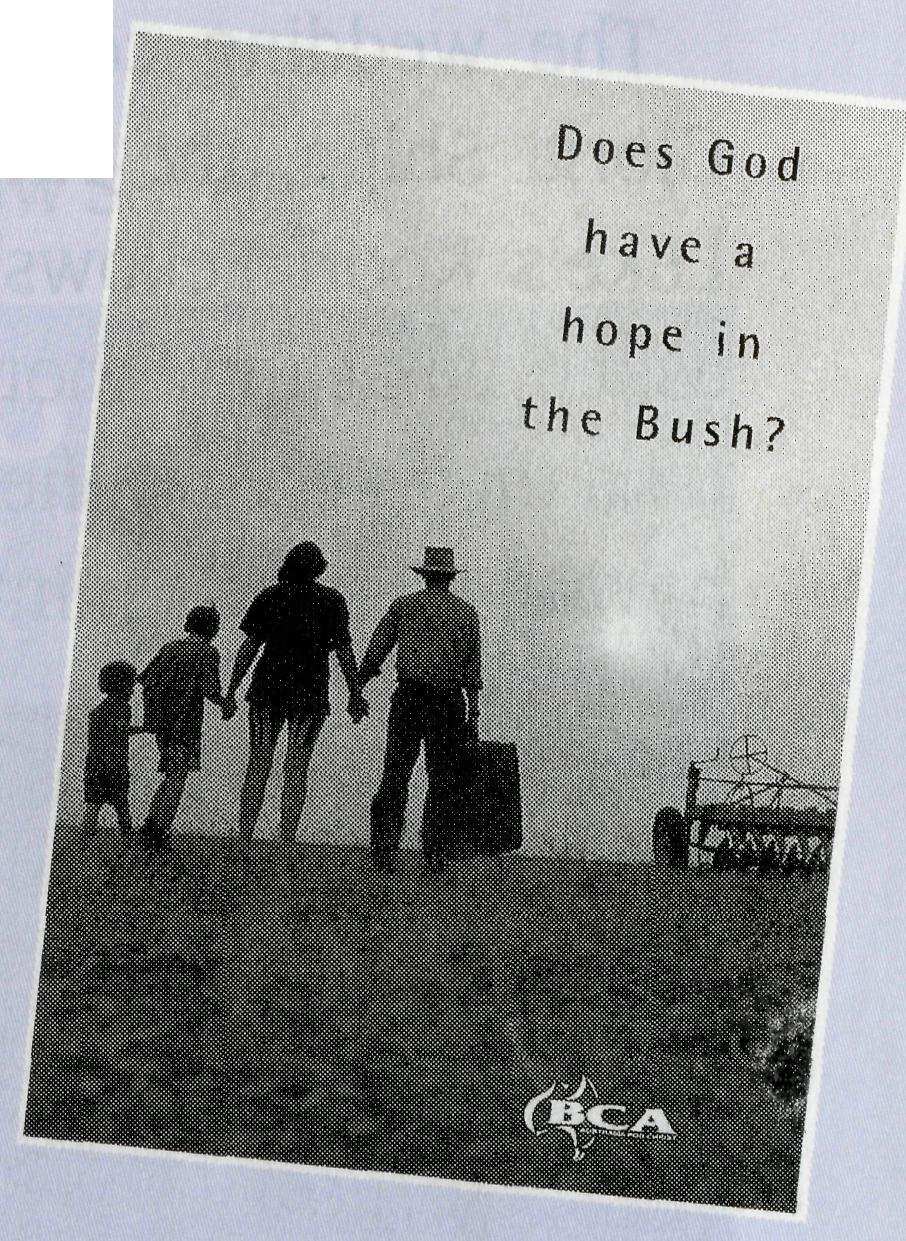 Does God
have a
hope in
the Bush?
BCA